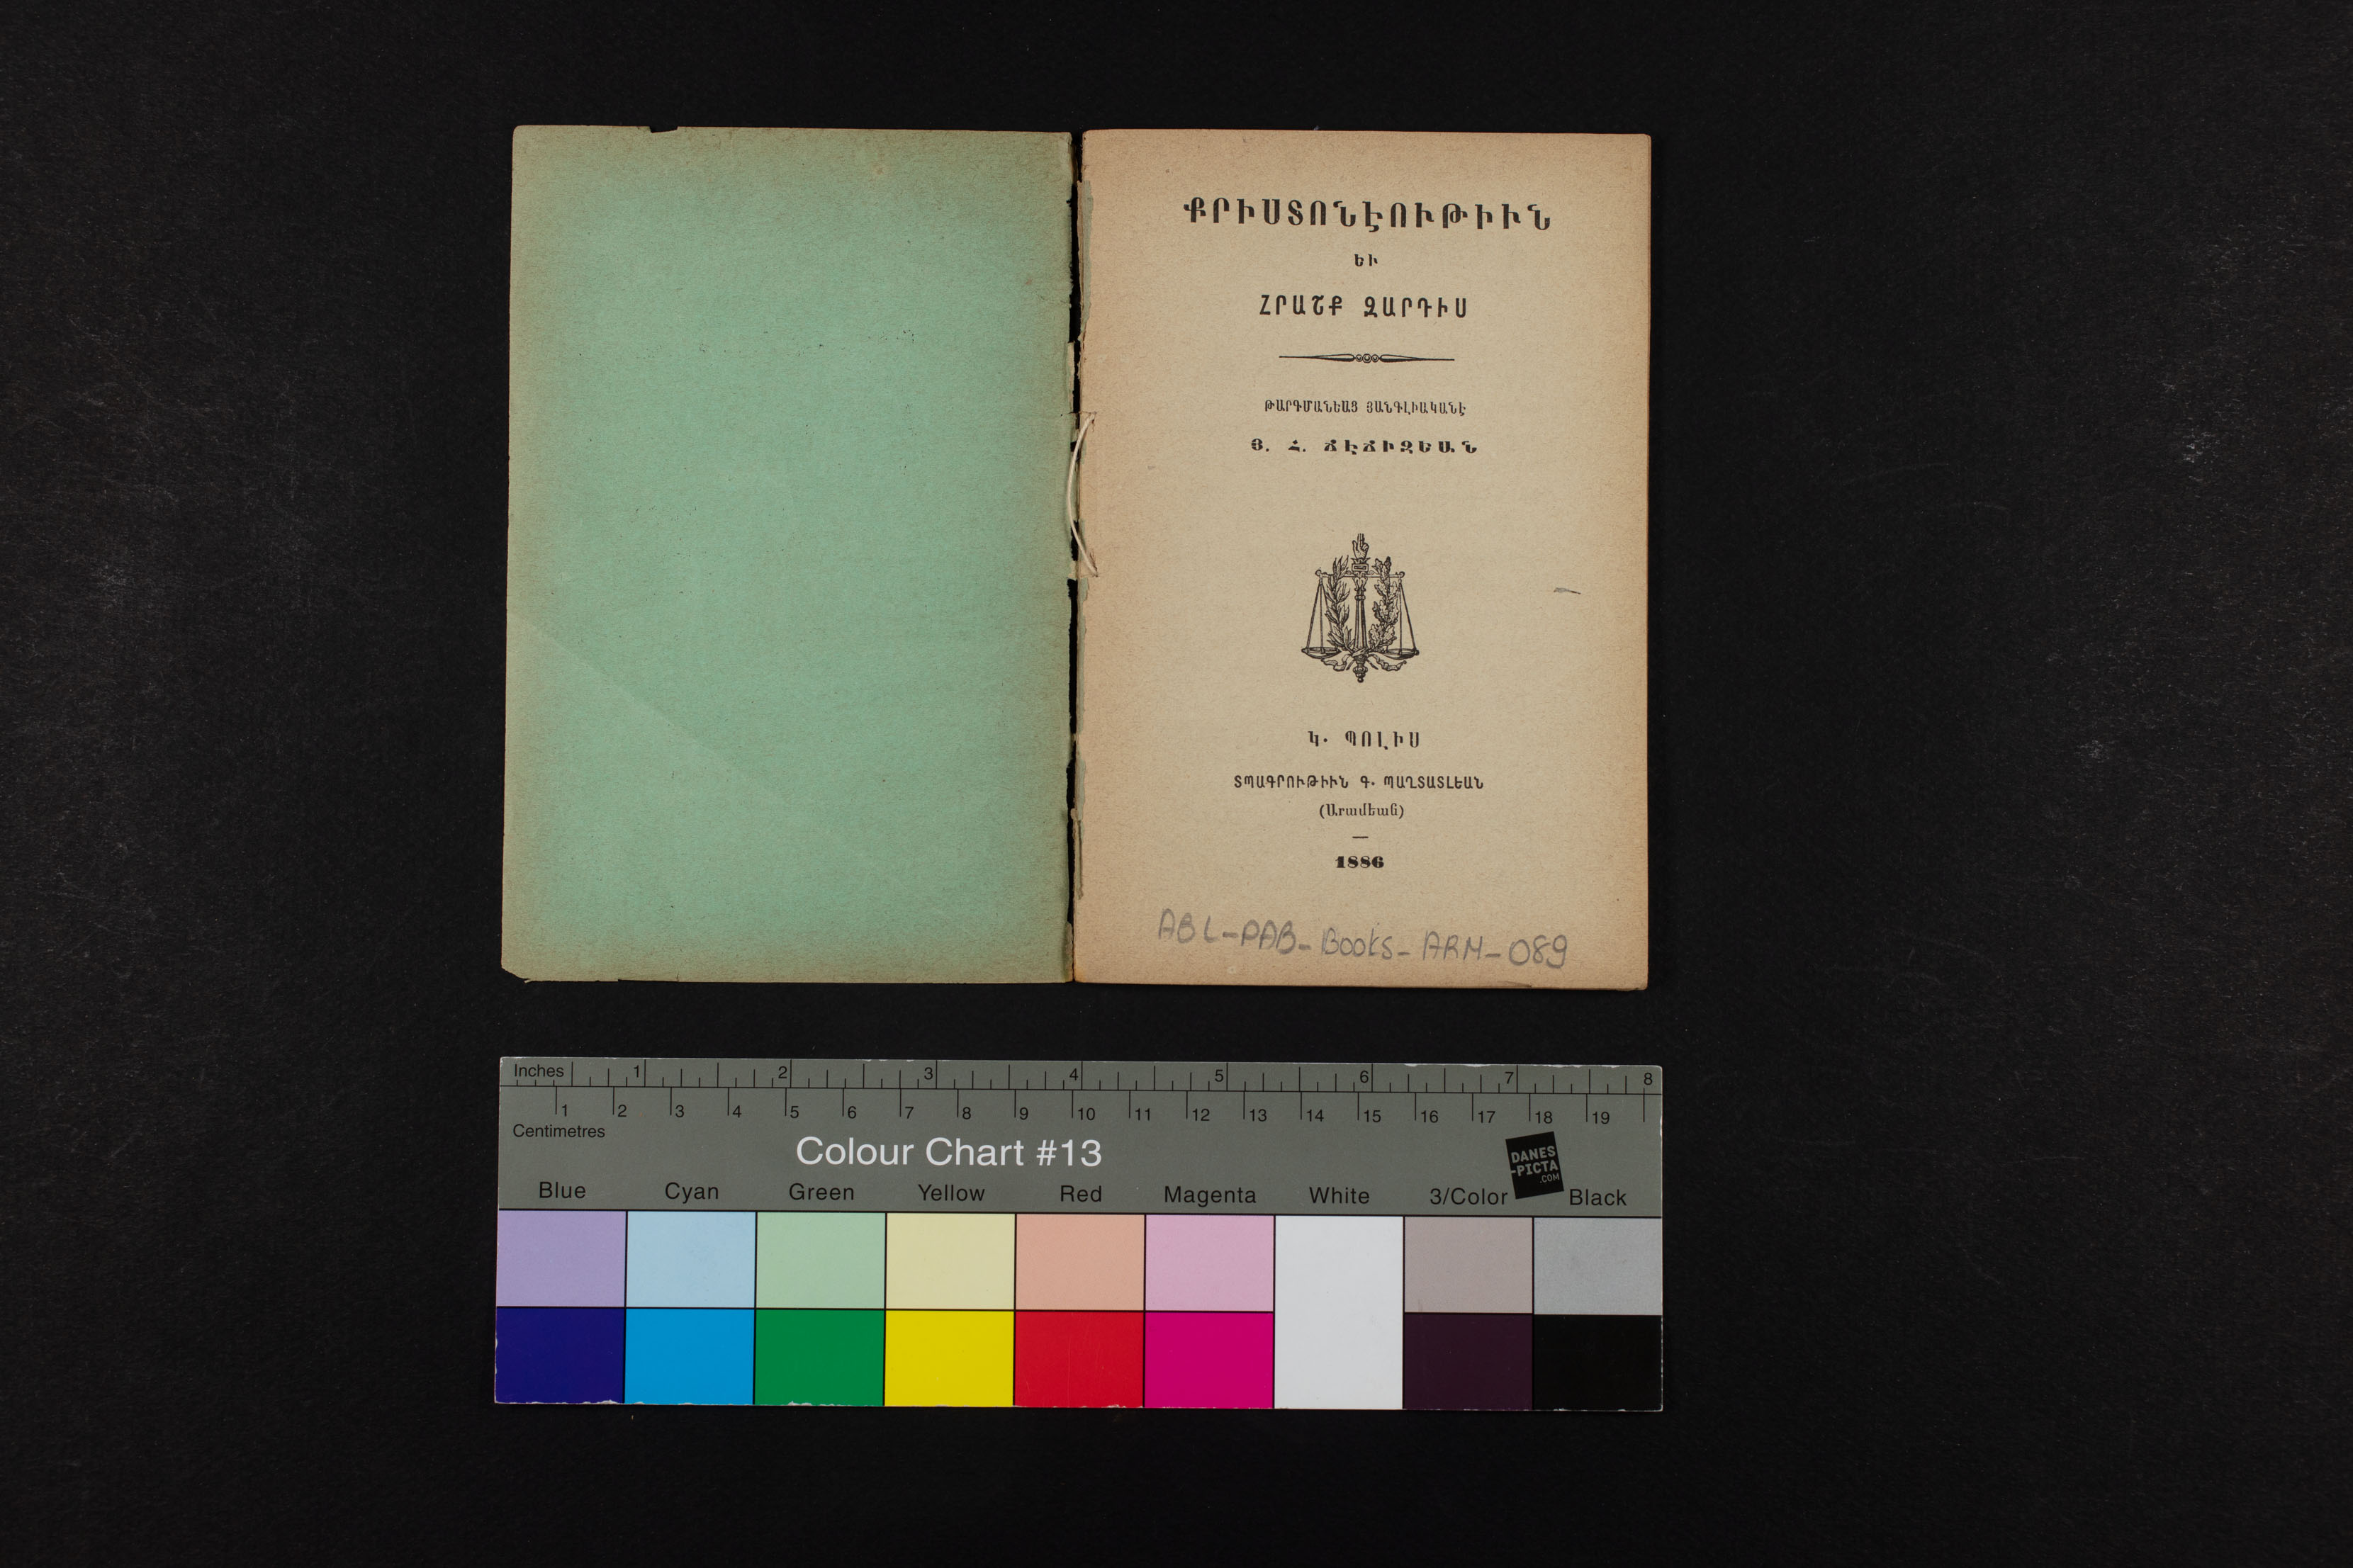 ՔՐԻՍՏՈՆԷՈՒԹԻՒՆ
ԵՒ
ՀՐԱՇՔ ԶԱՐԴԻՍ
ԹԱՐԳՄԱՆԵԱՑ ՅԱՆԳԼԻԱԿԱՆԷ
Յ. Հ. ՃԷՃԻԶԵԱՆ
Կ. ՊՈԼԻՍ
ՏՊԱԳՐՈՒԹԻՒՆ Գ. ՊԱՂՏԱՏԼԵԱՆ
(Արամեան)
1886
ABL-PAB-Books-ARM-089
Inches 1 2 3 4 5 6 7 8
1 2 3 4 5 6 7 8 9 10 11 12 13 14 15 16 17 18 19
Centimetres
Colour Chart #13
DANES
-PICTA
.COM
Blue Cyan Green Yellow Red Magenta White 3/Color Black